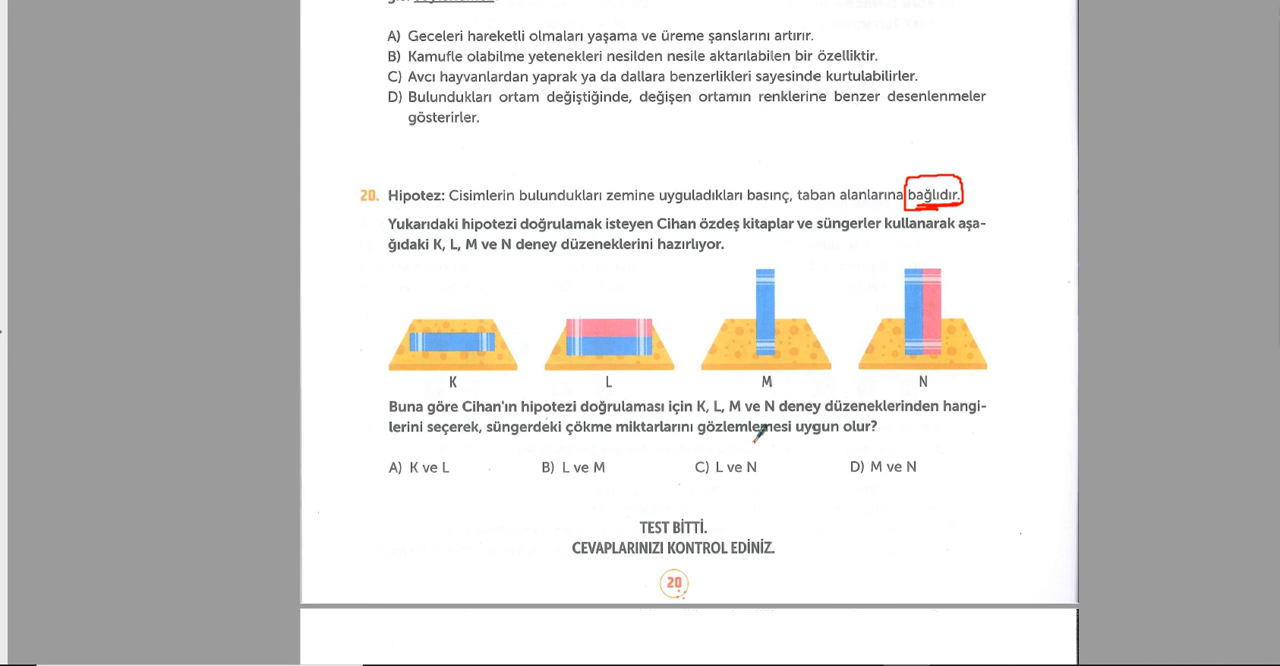 A) Geceleri hareketli olmaları yaşama ve üreme şanslarını artırır.
B) Kamufle olabilme yetenekleri nesilden nesile aktarılabilen bir özelliktir.
C) Avcı hayvanlardan yaprak ya da dallara benzerlikleri sayesinde kurtulabilirler.
D) Bulundukları ortam değiştiğinde, değişen ortamın renklerine benzer desenlenmeler
gösterirler.
20. Hipotez: Cisimlerin bulundukları zemine uyguladıkları basınç, taban alanlarına bağlıdır.
Yukarıdaki hipotezi doğrulamak isteyen Cihan özdeş kitaplar ve süngerler kullanarak aşa-
ğıdaki K, L, M ve N deney düzeneklerini hazırlıyor.
K L M N
Buna göre Cihan'ın hipotezi doğrulaması için K, L, M ve N deney düzeneklerinden hangi-
lerini seçerek, süngerdeki çökme miktarlarını gözlemlemesi uygun olur?
A) K ve L B) L ve M C) L ve N D) M ve N
TEST BİTTİ.
CEVAPLARINIZI KONTROL EDİNİZ.
20